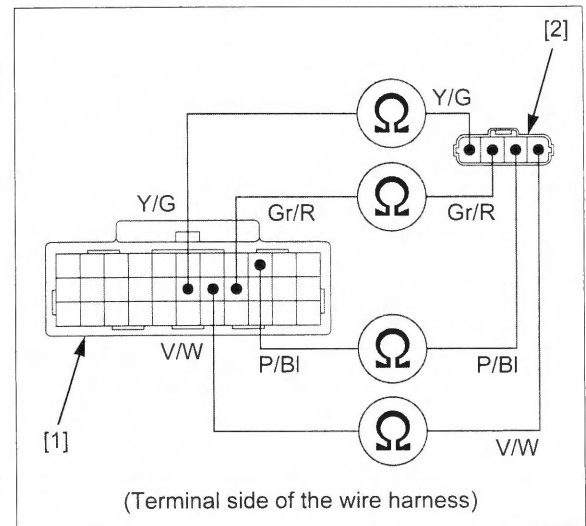 [2]
Y/G
Ω
Y/G
Ω
Gr/R
Gr/R
V/W
P/Bl
Ω
P/Bl
[1]
Ω
V/W
(Terminal side of the wire harness)